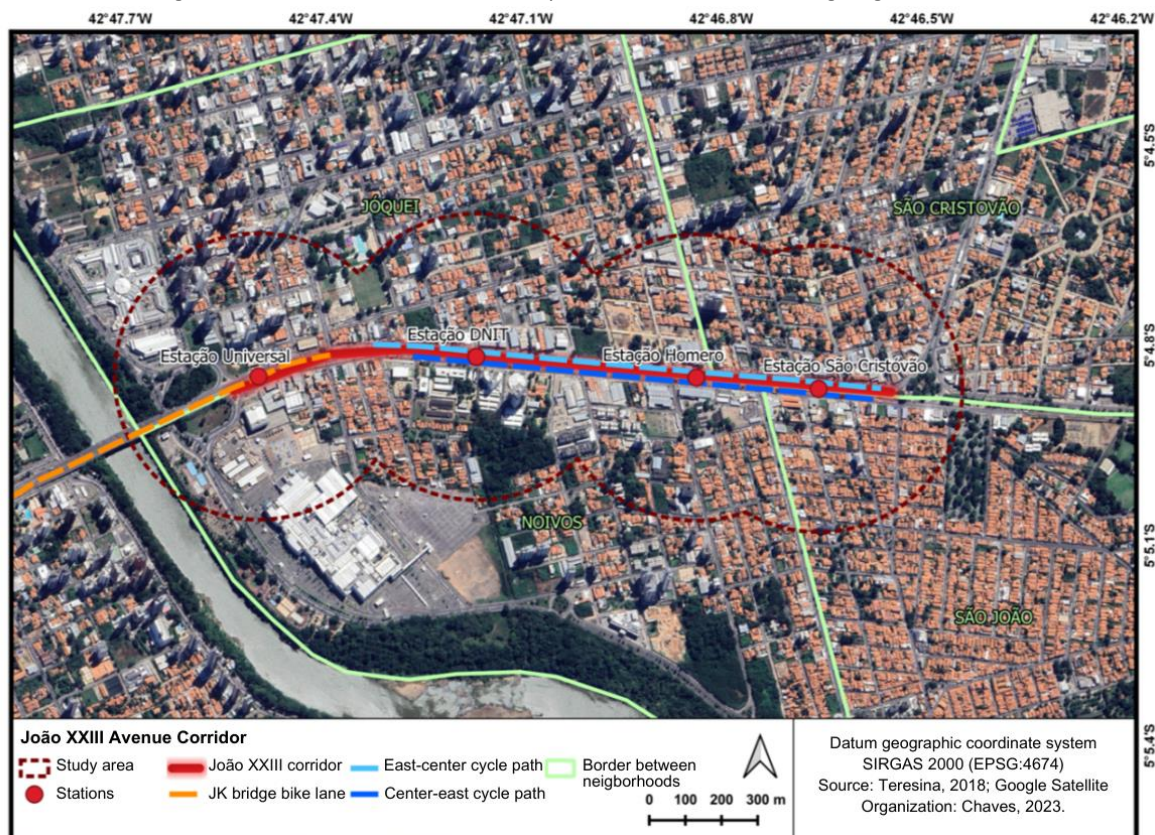 42°47.7'W 42°47.4'W 42°47.1'W 42°46.8'W 42°46.5'W 42°46.2'W
5°4.5'S
JÓQUEI
SÃO CRISTOVÃO
5°4.8'S
Estação DNIT
Estação Universal
Estação Homero
Estação São Cristóvão
NOIVOS
5°5.1'S
SÃO JOÃO
5°5.4'S
João XXIII Avenue Corridor
Study area
João XXIII corridor
East-center cycle path
Border between
neigborhoods
Stations
JK bridge bike lane
Center-east cycle path
0 100 200 300 m
Datum geographic coordinate system
SIRGAS 2000 (EPSG:4674)
Source: Teresina, 2018; Google Satellite
Organization: Chaves, 2023.